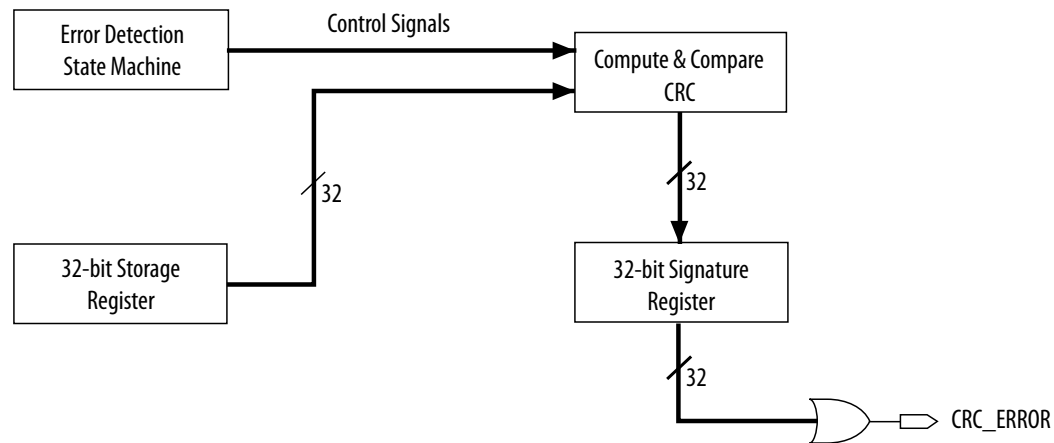 Control Signals
Error Detection
State Machine
Compute & Compare
CRC
32
32
32-bit Storage
Register
32-bit Signature
Register
32
CRC_ERROR